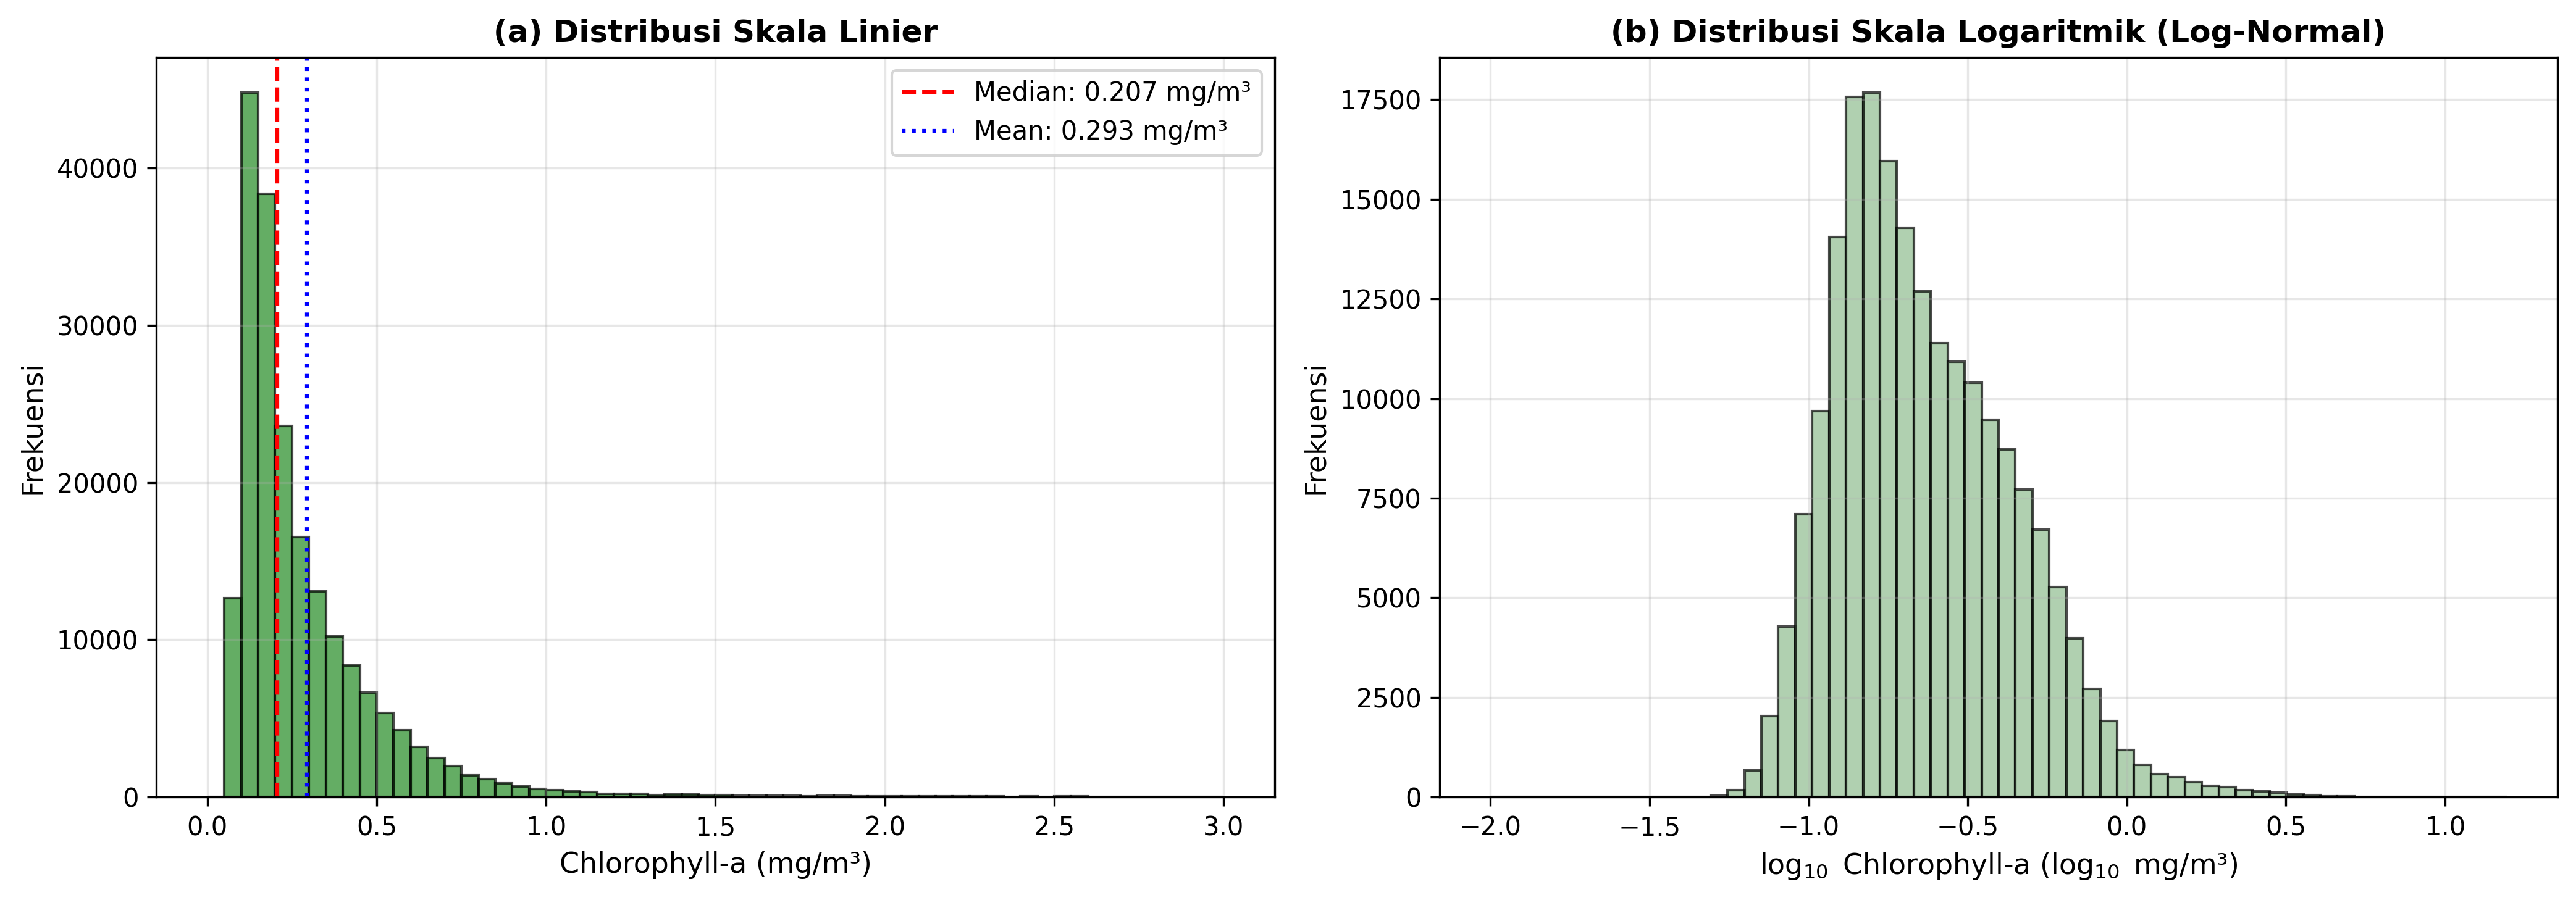 (a) Distribusi Skala Linier
Median: 0.207 mg/m³
Mean: 0.293 mg/m³
Frekuensi
40000
30000
20000
10000
0
0.0 0.5 1.0 1.5 2.0 2.5 3.0
Chlorophyll-a (mg/m³)
(b) Distribusi Skala Logaritmik (Log-Normal)
Frekuensi
17500
15000
12500
10000
7500
5000
2500
0
−2.0 −1.5 −1.0 −0.5 0.0 0.5 1.0
log₁₀ Chlorophyll-a (log₁₀ mg/m³)